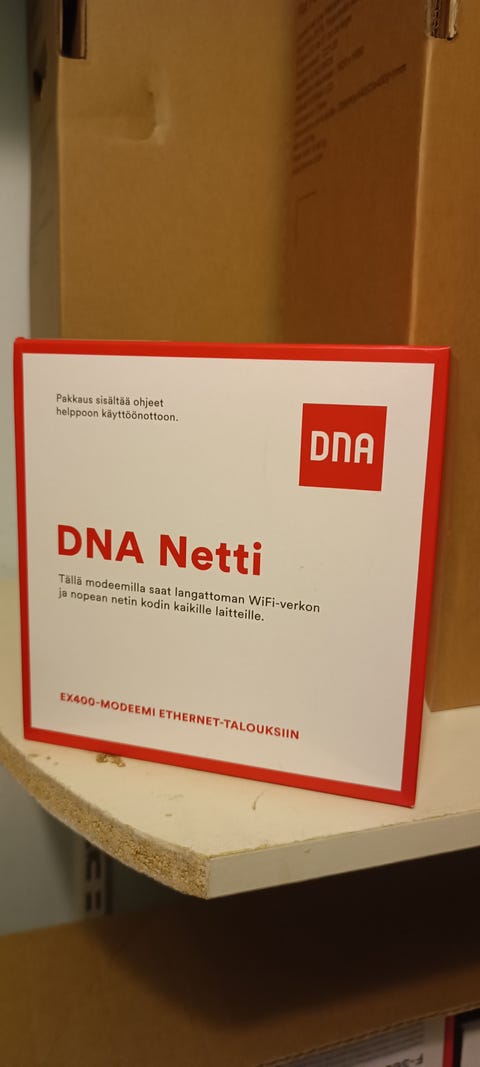 Pakkaus sisältää ohjeet
helppoon käyttöönottoon.
DNA
DNA Netti
Tällä modeemilla saat langattoman WiFi-verkon
ja nopean netin kodin kaikille laitteille.
EX400-MODEEMI ETHERNET-TALOUKSIIN